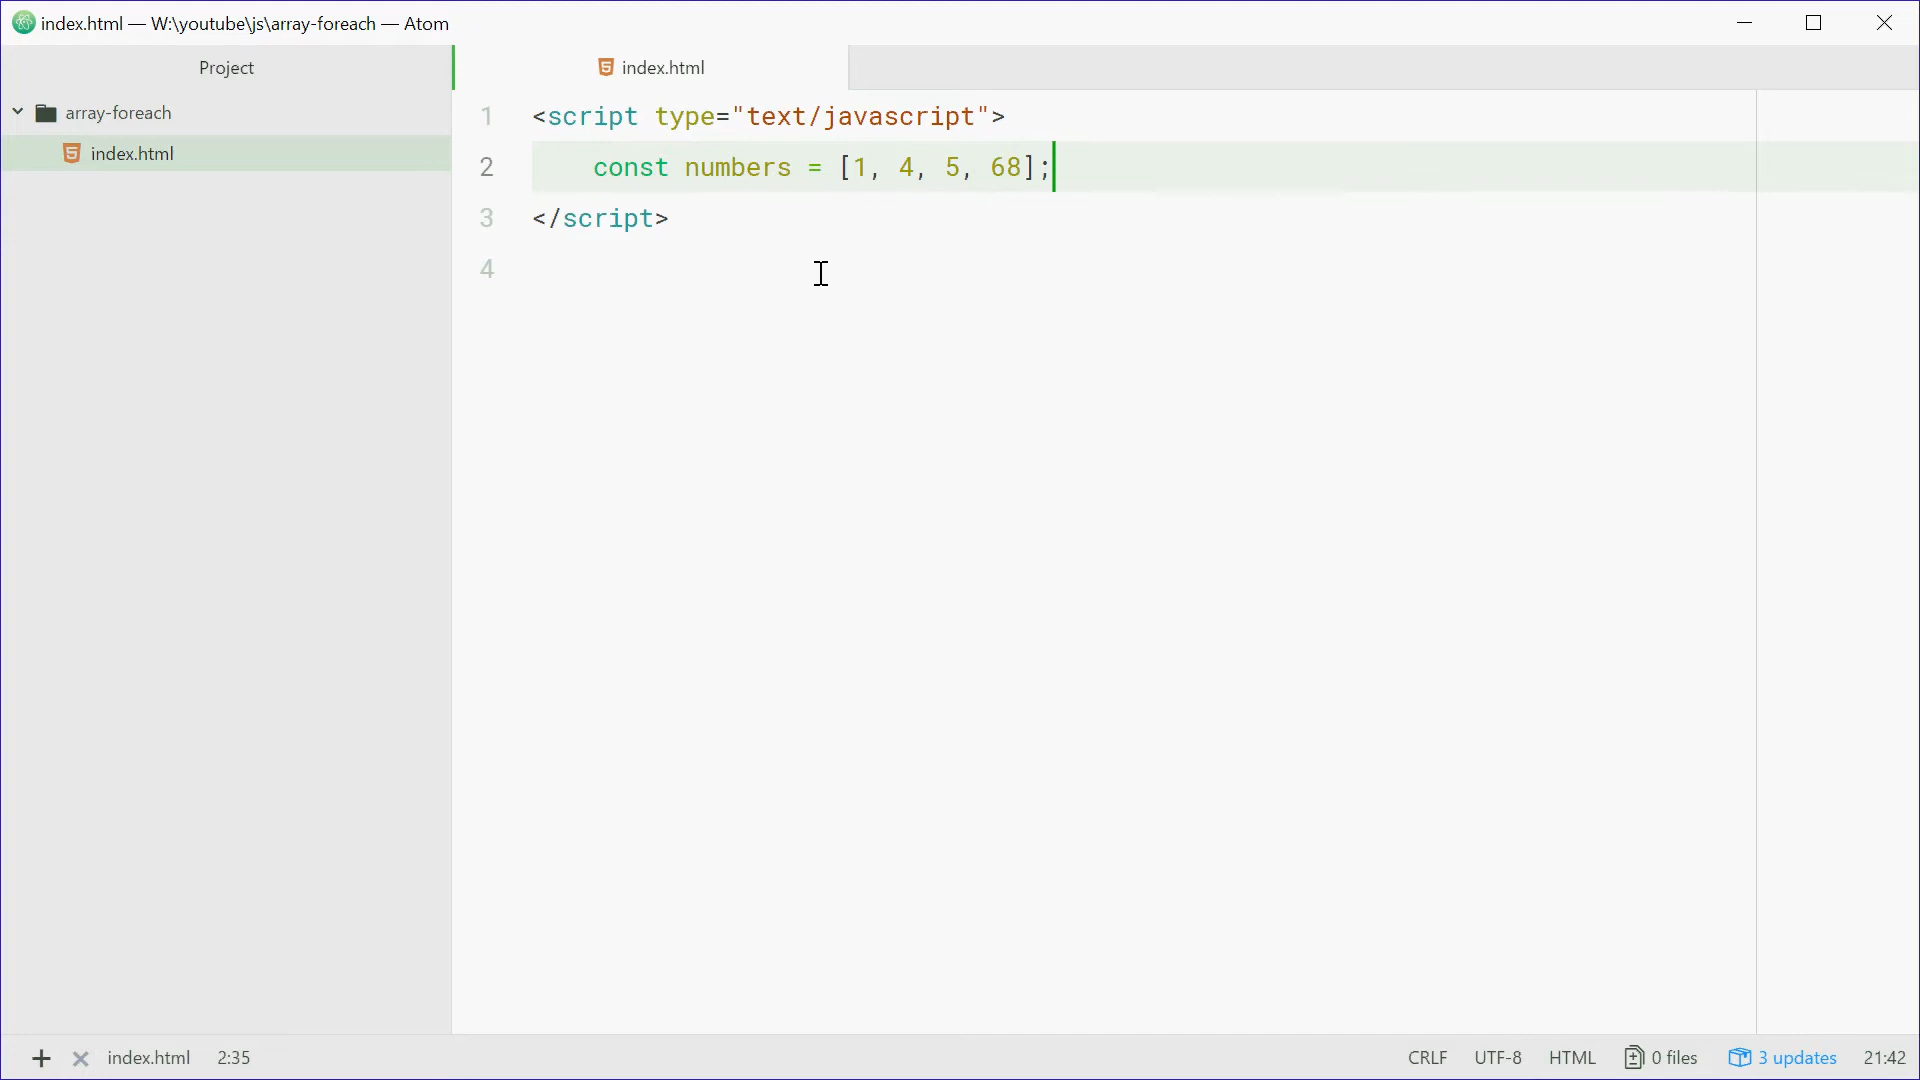 index.html — W:\youtube\js\array-foreach — Atom
Project
index.html
array-foreach
index.html
1 <script type="text/javascript">
2 const numbers = [1, 4, 5, 68];
3 </script>
4
index.html 2:35 CRLF UTF-8 HTML 0 files 3 updates 21:42